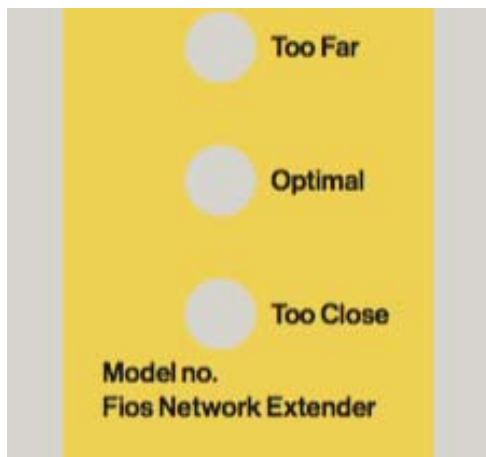 Too Far
Optimal
Too Close
Model no.
Fios Network Extender